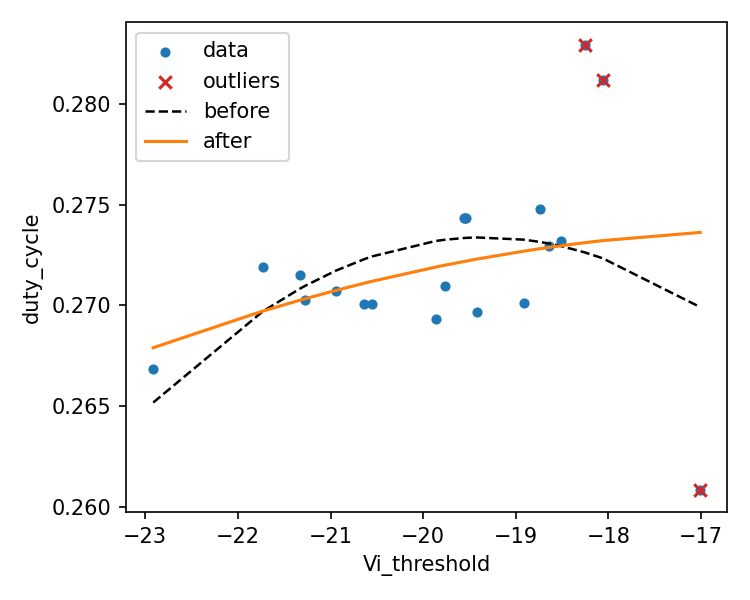 data
outliers
before
after
0.280
0.275
0.270
0.265
0.260
duty_cycle
−23
−22
−21
−20
−19
−18
−17
Vi_threshold